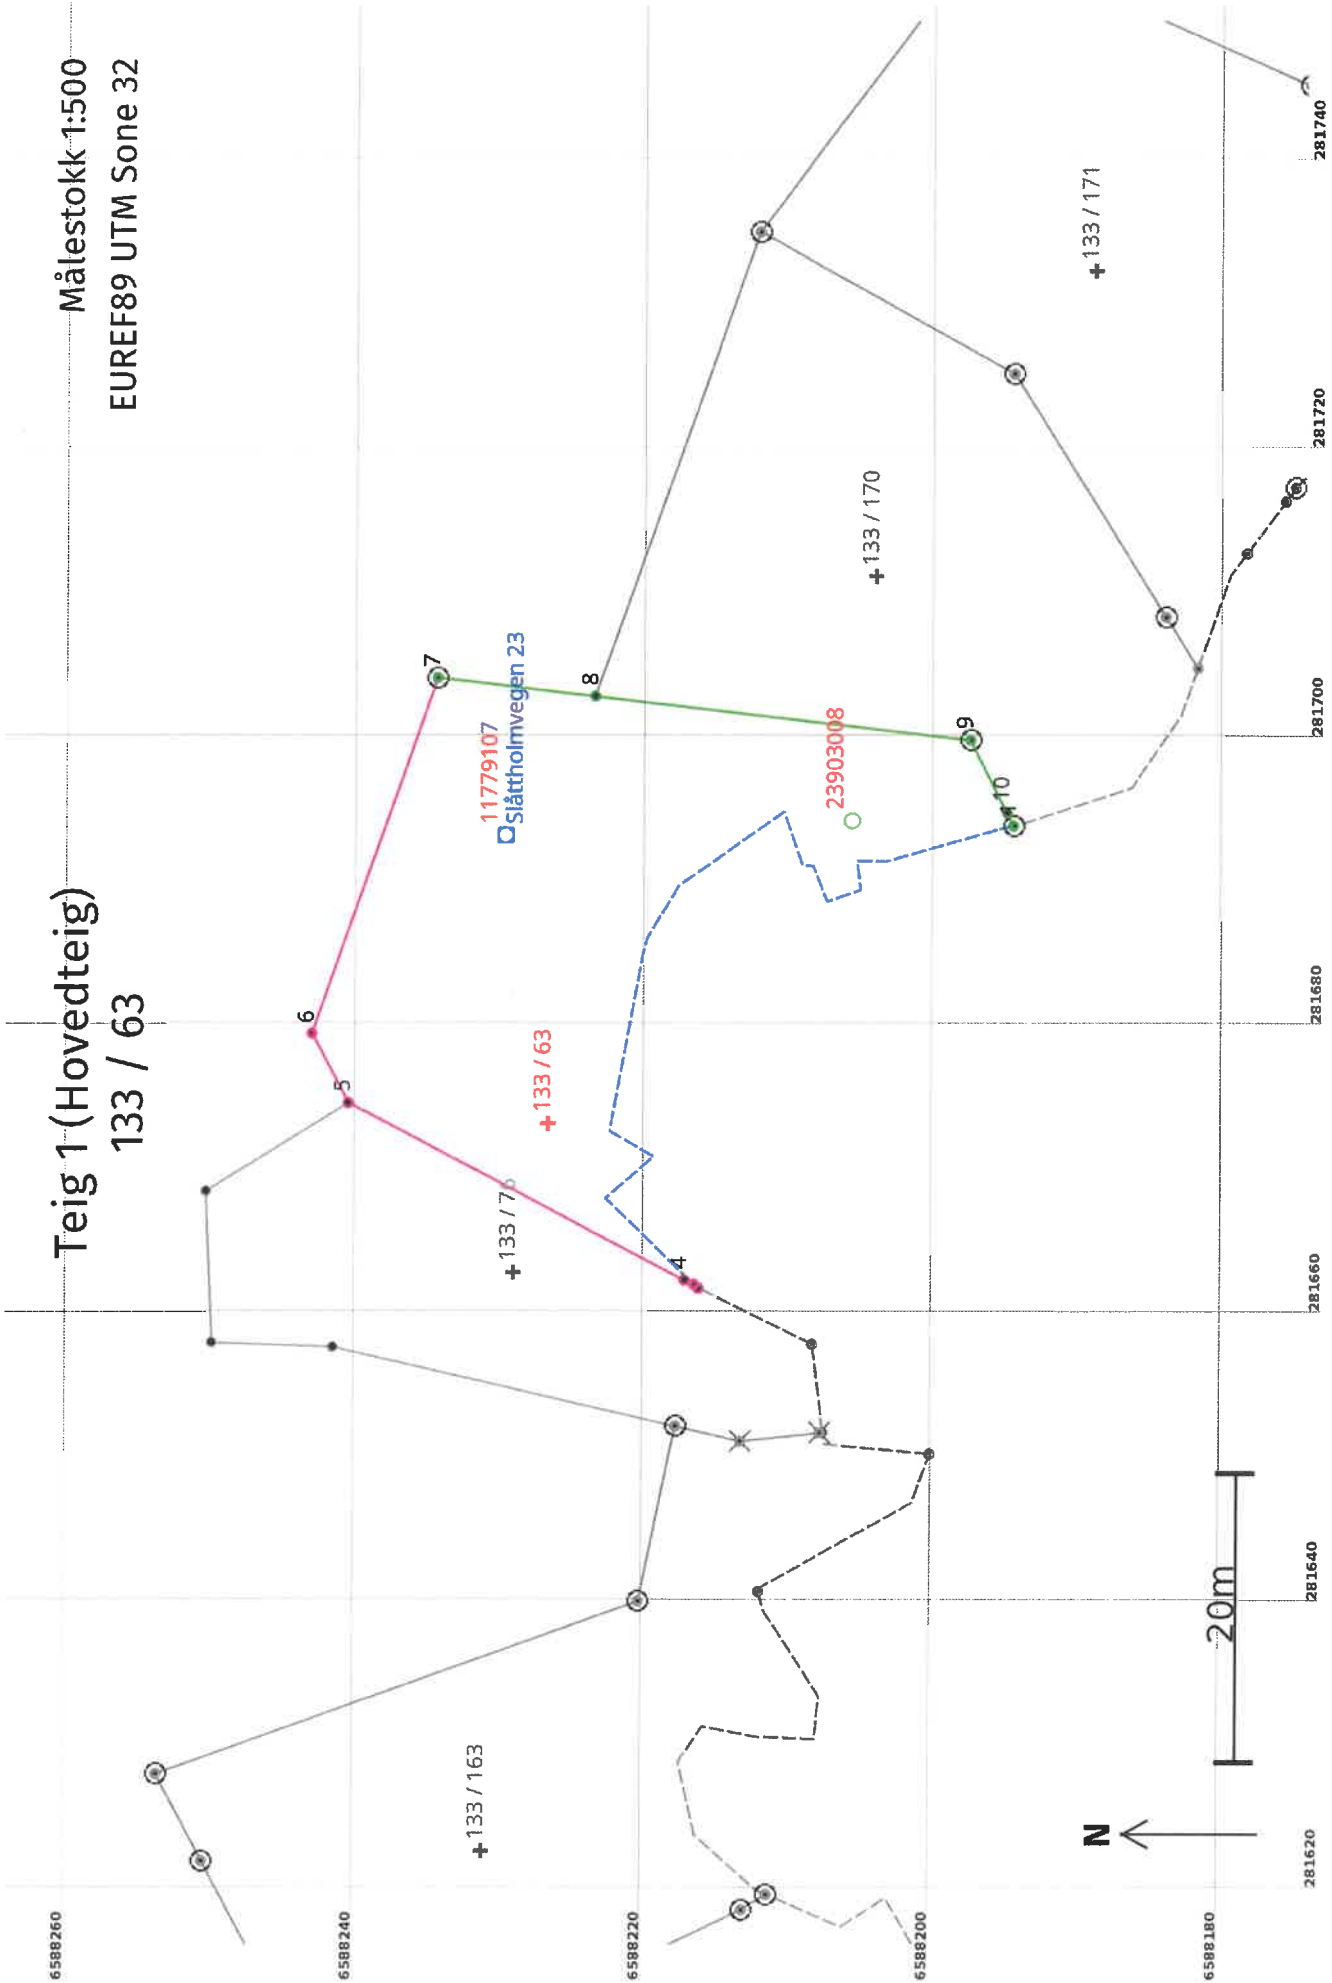 Teig 1 (Hovedteig)
133 / 63
Målestokk 1:500
EUREF89 UTM Sone 32
6588260
6588240
6588220
6588200
6588180
281620
281640
281660
281680
281700
281720
281740
N
20m
+133 / 163
+133 / 7
+133 / 63
11779107
Slåttholmvegen 23
23903008
+133 / 170
+133 / 171
4
5
6
7
8
9
10